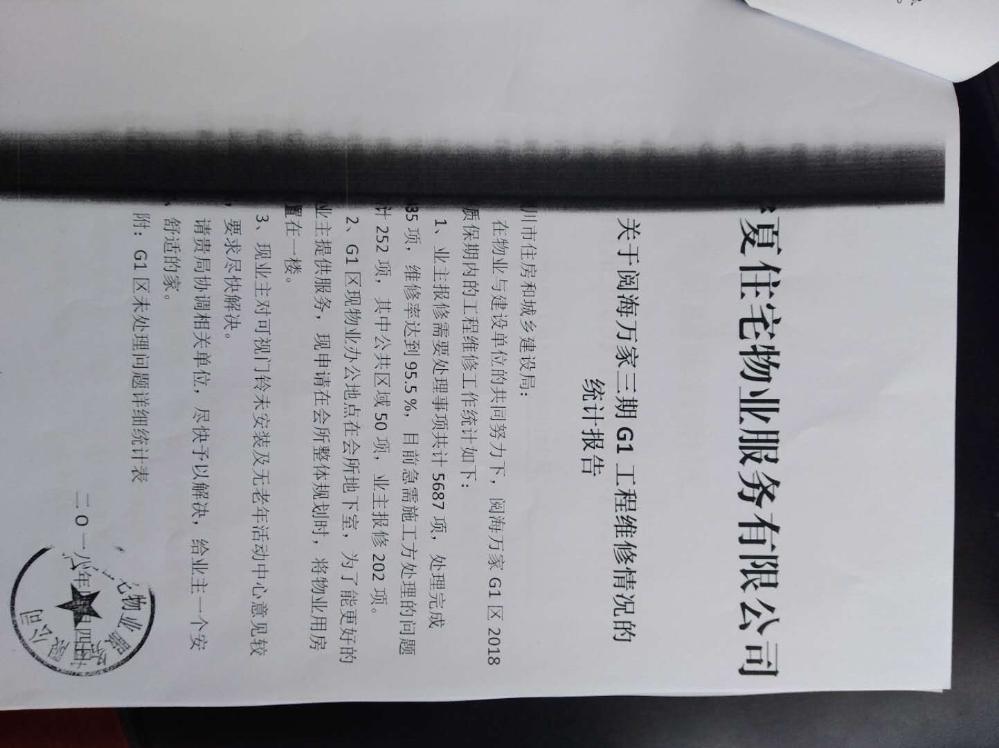 夏住宅物业服务有限公司
关于阅海万家三期 G1 工程维修情况的
统计报告
川市住房和城乡建设局：
在物业与建设单位的共同努力下，阅海万家 G1 区 2018
质保期内的工程维修工作统计如下：
1、业主报修需要处理事项共计 5687 项，处理完成
35 项，维修率达到 95.5 %，目前急需施工方处理的问题
计 252 项，其中公共区域 50 项，业主报修 202 项。
2、G1 区现物业办公地点在会所地下室，为了能更好的
业主提供服务，现申请在会所整体规划时，将物业用房
置在一楼。
3、现业主对可视门铃未安装及无老年活动中心意见较
，要求尽快解决。
请贵局协调相关单位，尽快予以解决，给业主一个安
、舒适的家。
附：G1 区未处理问题详细统计表
二〇一八年
宅物业服务有限公司